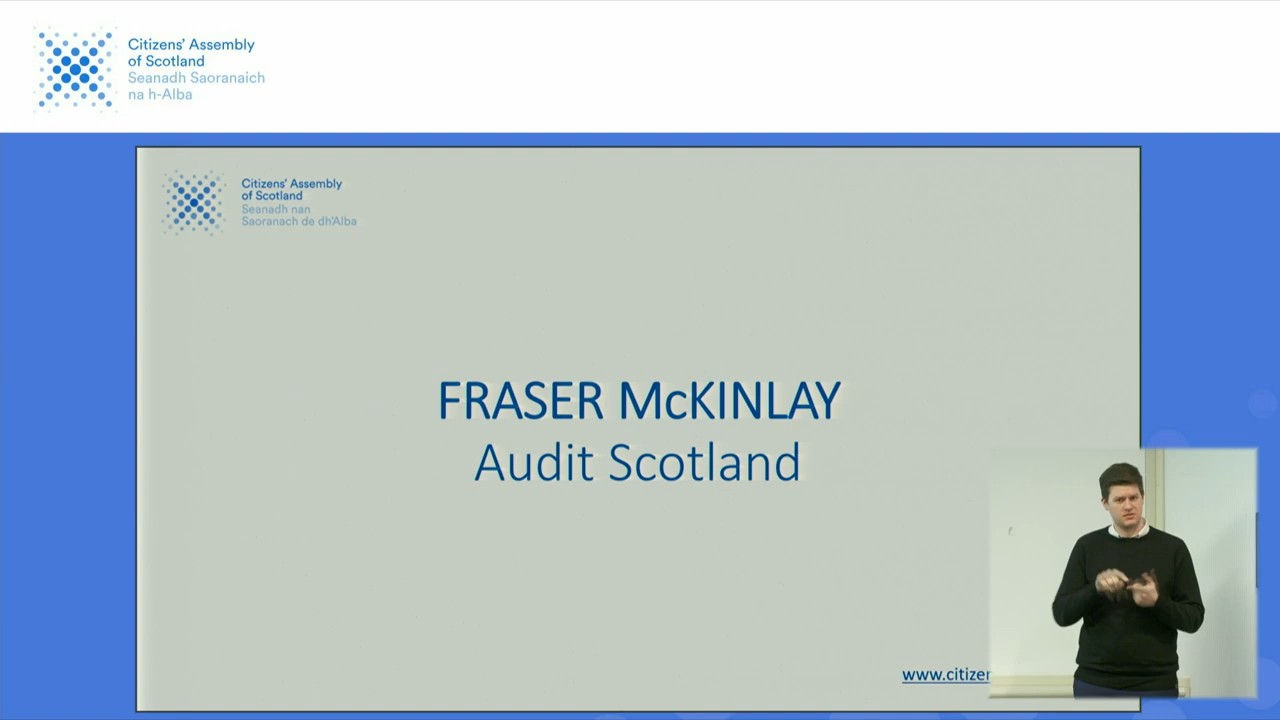 Citizens' Assembly
of Scotland
Seanadh Saoranaich
na h-Alba
Citizens' Assembly
of Scotland
Seanadh nan
Saoranach de dh'Alba
FRASER McKINLAY
Audit Scotland
www.citizen